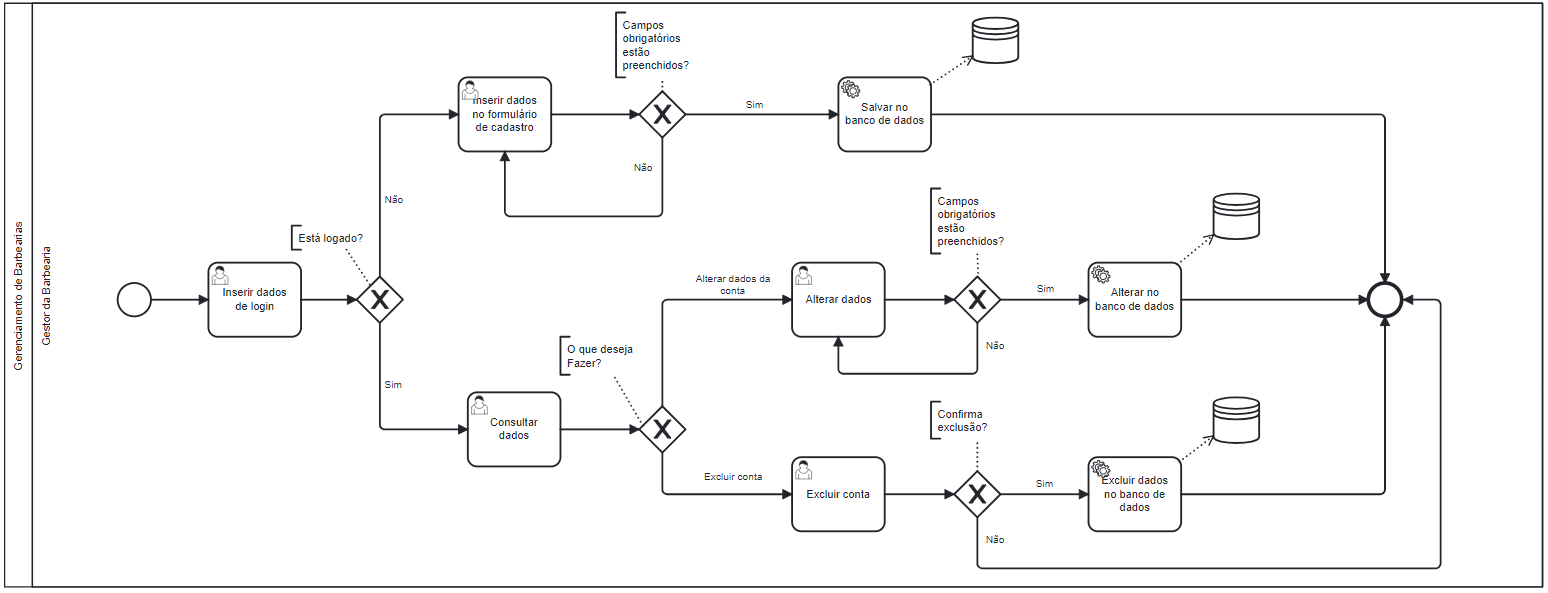 Gerenciamento de Barbearias
Gestor da Barbearia
Inserir dados
de login
Está logado?
Não
Sim
Inserir dados
no formulário
de cadastro
Campos
obrigatórios
estão
preenchidos?
Sim
Não
Salvar no
banco de dados
Consultar
dados
O que deseja
Fazer?
Alterar dados da
conta
Excluir conta
Alterar dados
Campos
obrigatórios
estão
preenchidos?
Sim
Não
Alterar no
banco de dados
Excluir conta
Confirma
exclusão?
Sim
Não
Excluir dados
no banco de
dados